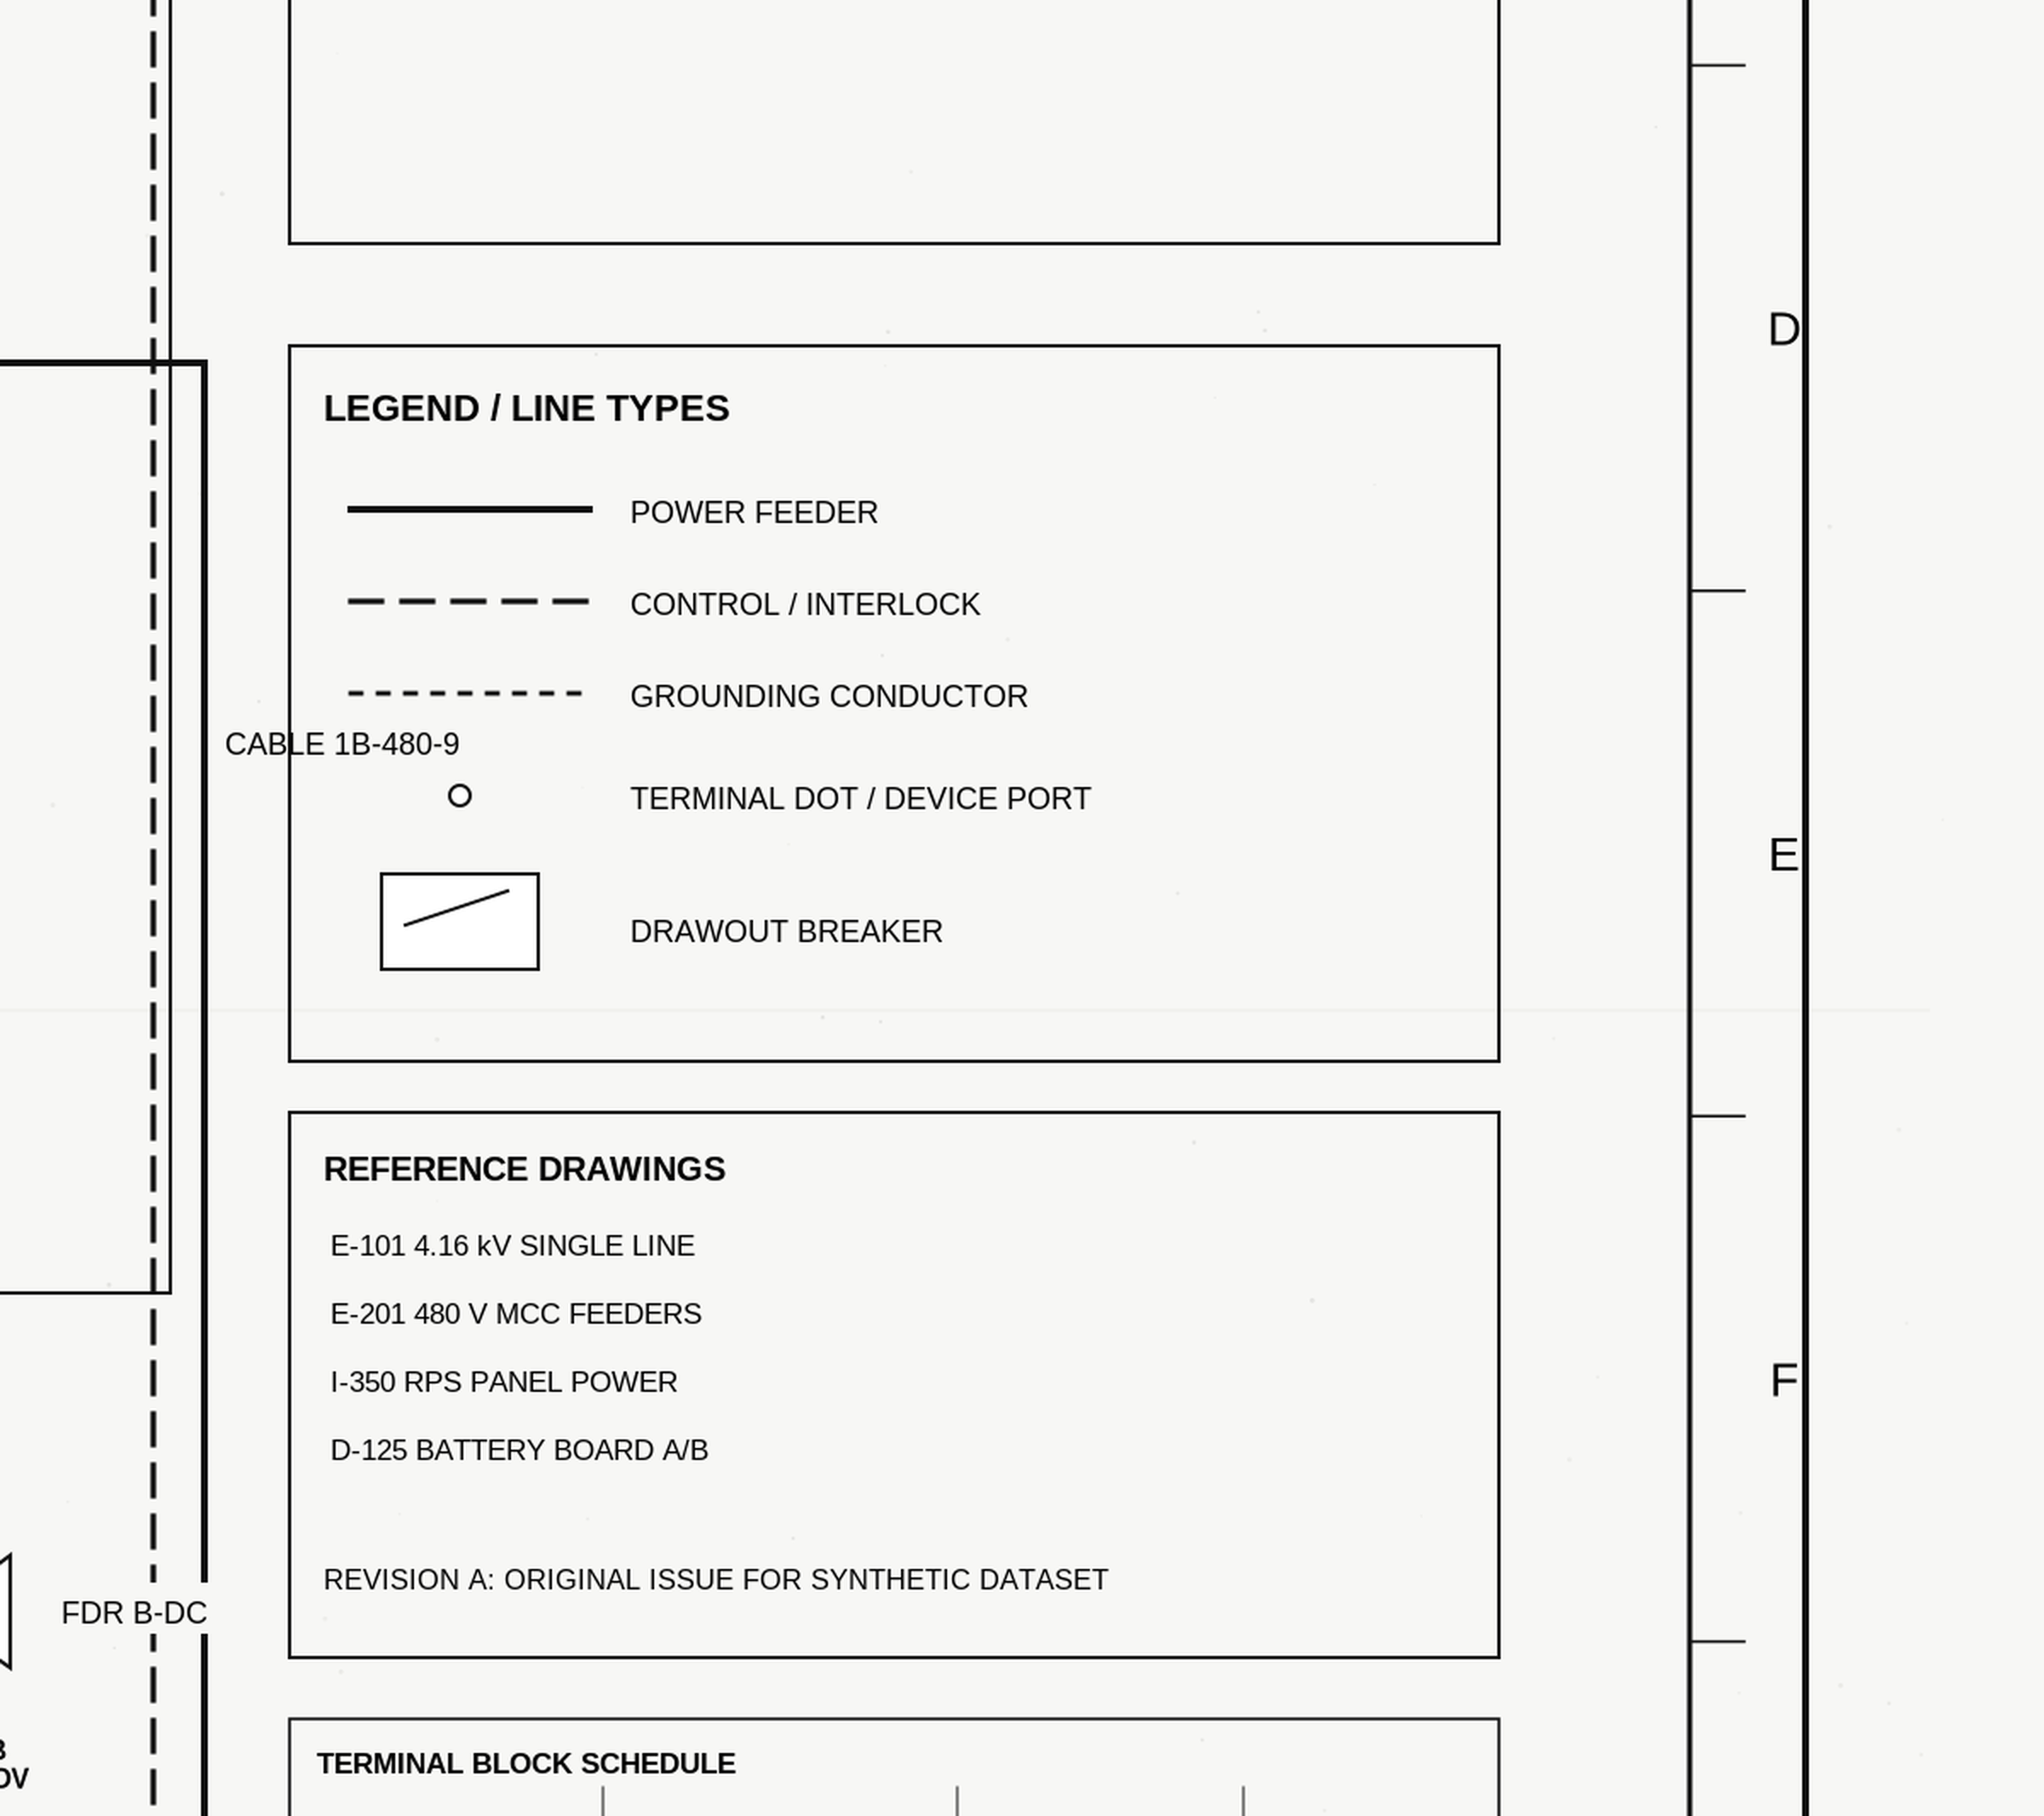 D
LEGEND / LINE TYPES
POWER FEEDER
CONTROL / INTERLOCK
GROUNDING CONDUCTOR
CABLE 1B-480-9
TERMINAL DOT / DEVICE PORT
E
DRAWOUT BREAKER
REFERENCE DRAWINGS
E-101 4.16 kV SINGLE LINE
E-201 480 V MCC FEEDERS
I-350 RPS PANEL POWER
F
D-125 BATTERY BOARD A/B
REVISION A: ORIGINAL ISSUE FOR SYNTHETIC DATASET
FDR B-DC
TERMINAL BLOCK SCHEDULE